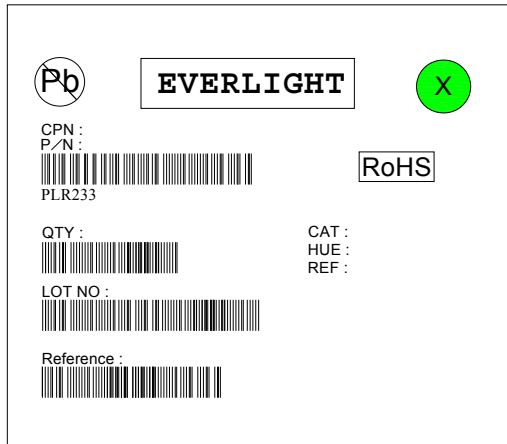 Pb
EVERLIGHT
X
CPN :
P/N :
RoHS
PLR233
QTY :
CAT :
HUE :
REF :
LOT NO :
Reference :